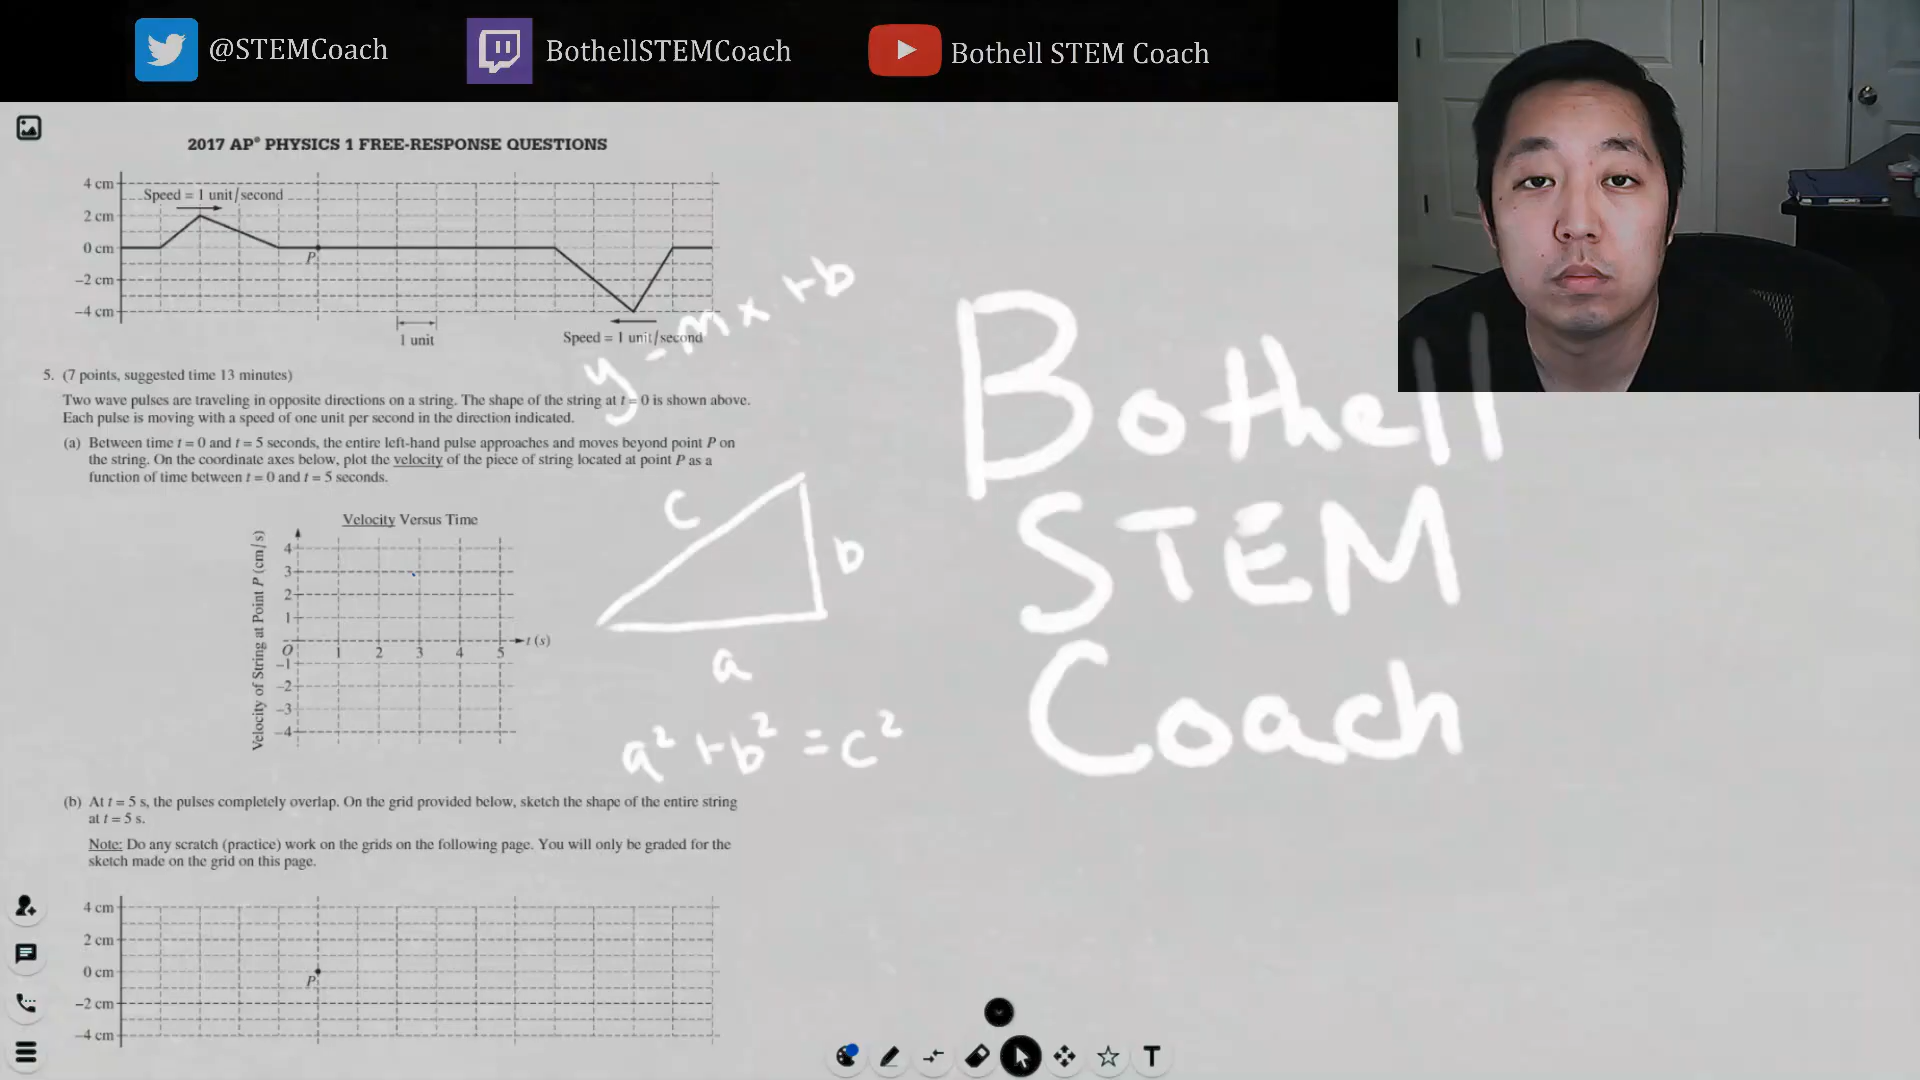 @STEMCoach
BothellSTEMCoach
Bothell STEM Coach
2017 AP® PHYSICS 1 FREE-RESPONSE QUESTIONS
4 cm
Speed = 1 unit/second
2 cm
0 cm
P
−2 cm
−4 cm
1 unit
Speed = 1 unit/second
y = mx + b
Bothell
STEM
Coach
5. (7 points, suggested time 13 minutes)
Two wave pulses are traveling in opposite directions on a string. The shape of the string at t = 0 is shown above.
Each pulse is moving with a speed of one unit per second in the direction indicated.
(a) Between time t = 0 and t = 5 seconds, the entire left-hand pulse approaches and moves beyond point P on
the string. On the coordinate axes below, plot the velocity of the piece of string located at point P as a
function of time between t = 0 and t = 5 seconds.
Velocity Versus Time
Velocity of String at Point P (cm/s)
4
3
2
1
O
−1
−2
−3
−4
1 2 3 4 5
t (s)
c
b
a
a² + b² = c²
(b) At t = 5 s, the pulses completely overlap. On the grid provided below, sketch the shape of the entire string
at t = 5 s.
Note: Do any scratch (practice) work on the grids on the following page. You will only be graded for the
sketch made on the grid on this page.
4 cm
2 cm
0 cm
P
−2 cm
−4 cm
T